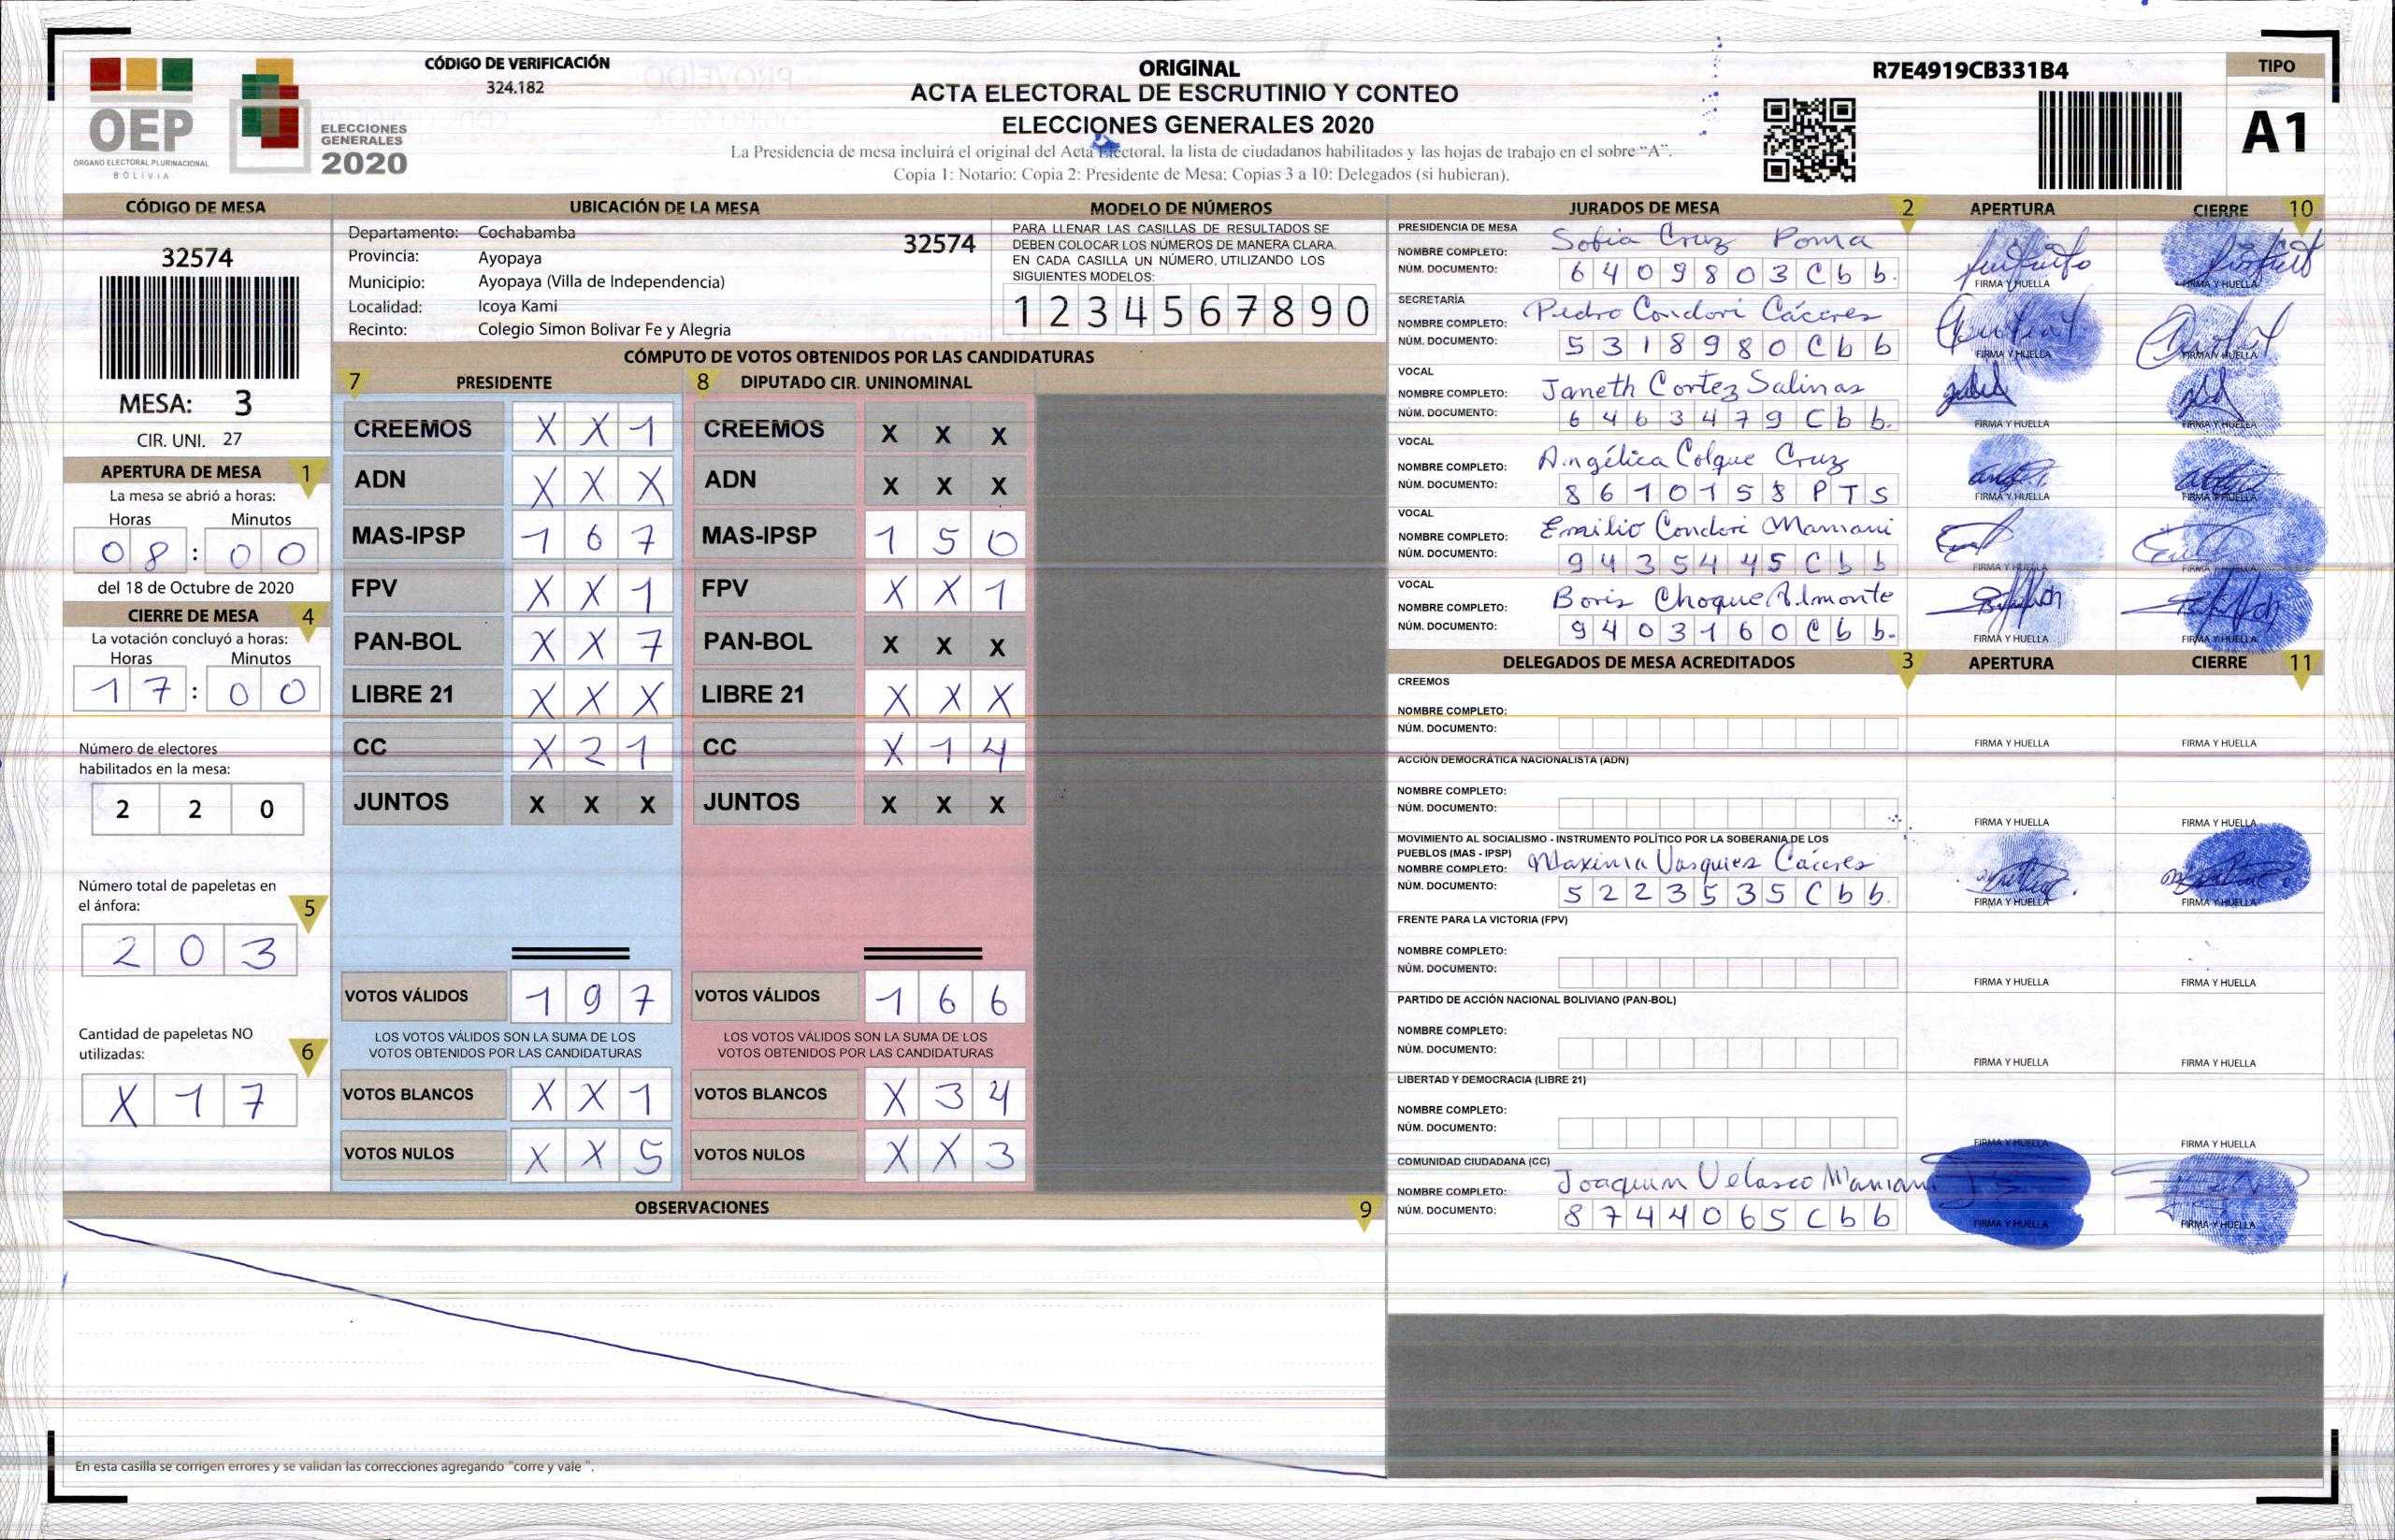 CÓDIGO DE VERIFICACIÓN
324.182
OEP
ÓRGANO ELECTORAL PLURINACIONAL
BOLIVIA
ELECCIONES
GENERALES
2020
ORIGINAL
ACTA ELECTORAL DE ESCRUTINIO Y CONTEO
ELECCIONES GENERALES 2020
La Presidencia de mesa incluirá el original del Acta Electoral, la lista de ciudadanos habilitados y las hojas de trabajo en el sobre "A".
Copia 1: Notario; Copia 2: Presidente de Mesa; Copias 3 a 10: Delegados (si hubieran).
R7E4919CB331B4
TIPO
A1
CÓDIGO DE MESA
32574
MESA: 3
CIR. UNI. 27
APERTURA DE MESA 1
La mesa se abrió a horas:
Horas Minutos
08:00
del 18 de Octubre de 2020
CIERRE DE MESA 4
La votación concluyó a horas:
Horas Minutos
17:00
Número de electores
habilitados en la mesa:
2 2 0
Número total de papeletas en
el ánfora: 5
2 0 3
Cantidad de papeletas NO
utilizadas: 6
X 1 7
UBICACIÓN DE LA MESA
Departamento: Cochabamba
32574
Provincia: Ayopaya
Municipio: Ayopaya (Villa de Independencia)
Localidad: Icoya Kami
Recinto: Colegio Simon Bolivar Fe y Alegria
MODELO DE NÚMEROS
PARA LLENAR LAS CASILLAS DE RESULTADOS SE
DEBEN COLOCAR LOS NÚMEROS DE MANERA CLARA.
EN CADA CASILLA UN NÚMERO, UTILIZANDO LOS
SIGUIENTES MODELOS:
1 2 3 4 5 6 7 8 9 0
CÓMPUTO DE VOTOS OBTENIDOS POR LAS CANDIDATURAS
7 PRESIDENTE 8 DIPUTADO CIR. UNINOMINAL
CREEMOS X X 1 CREEMOS X X X
ADN X X X ADN X X X
MAS-IPSP 1 6 7 MAS-IPSP 1 5 0
FPV X X 1 FPV X X 1
PAN-BOL X X 7 PAN-BOL X X X
LIBRE 21 X X X LIBRE 21 X X X
CC X 2 1 CC X 1 4
JUNTOS X X X JUNTOS X X X
VOTOS VÁLIDOS 1 9 7 VOTOS VÁLIDOS 1 6 6
LOS VOTOS VÁLIDOS SON LA SUMA DE LOS LOS VOTOS VÁLIDOS SON LA SUMA DE LOS
VOTOS OBTENIDOS POR LAS CANDIDATURAS VOTOS OBTENIDOS POR LAS CANDIDATURAS
VOTOS BLANCOS X X 1 VOTOS BLANCOS X 3 4
VOTOS NULOS X X 5 VOTOS NULOS X X 3
OBSERVACIONES 9
En esta casilla se corrigen errores y se validan las correcciones agregando "corre y vale ".
JURADOS DE MESA 2 APERTURA CIERRE 10
PRESIDENCIA DE MESA
NOMBRE COMPLETO: Sofia Cruz Poma
NÚM. DOCUMENTO: 6409803Cbb.
FIRMA Y HUELLA FIRMA Y HUELLA
SECRETARÍA
NOMBRE COMPLETO: Pedro Condori Cáceres
NÚM. DOCUMENTO: 5318980Cbb
FIRMA Y HUELLA FIRMA Y HUELLA
VOCAL
NOMBRE COMPLETO: Janeth Cortez Salinas
NÚM. DOCUMENTO: 6463479Cbb.
FIRMA Y HUELLA FIRMA Y HUELLA
VOCAL
NOMBRE COMPLETO: Angélica Colque Cruz
NÚM. DOCUMENTO: 8610158PTS
FIRMA Y HUELLA FIRMA Y HUELLA
VOCAL
NOMBRE COMPLETO: Emilio Condori Mamani
NÚM. DOCUMENTO: 9435445Cbb
FIRMA Y HUELLA FIRMA Y HUELLA
VOCAL
NOMBRE COMPLETO: Boris Choque Almonte
NÚM. DOCUMENTO: 9403160Cbb.
FIRMA Y HUELLA FIRMA Y HUELLA
DELEGADOS DE MESA ACREDITADOS 3 APERTURA CIERRE 11
CREEMOS
NOMBRE COMPLETO:
NÚM. DOCUMENTO:
FIRMA Y HUELLA FIRMA Y HUELLA
ACCIÓN DEMOCRÁTICA NACIONALISTA (ADN)
NOMBRE COMPLETO:
NÚM. DOCUMENTO:
FIRMA Y HUELLA FIRMA Y HUELLA
MOVIMIENTO AL SOCIALISMO - INSTRUMENTO POLÍTICO POR LA SOBERANIA DE LOS
PUEBLOS (MAS - IPSP)
NOMBRE COMPLETO: Maxima Vasquies Cáceres
NÚM. DOCUMENTO: 5223535Cbb.
FIRMA Y HUELLA FIRMA Y HUELLA
FRENTE PARA LA VICTORIA (FPV)
NOMBRE COMPLETO:
NÚM. DOCUMENTO:
FIRMA Y HUELLA FIRMA Y HUELLA
PARTIDO DE ACCIÓN NACIONAL BOLIVIANO (PAN-BOL)
NOMBRE COMPLETO:
NÚM. DOCUMENTO:
FIRMA Y HUELLA FIRMA Y HUELLA
LIBERTAD Y DEMOCRACIA (LIBRE 21)
NOMBRE COMPLETO:
NÚM. DOCUMENTO:
FIRMA Y HUELLA FIRMA Y HUELLA
COMUNIDAD CIUDADANA (CC)
NOMBRE COMPLETO: Joaquin Velasco Mamani
NÚM. DOCUMENTO: 8744065Cbb
FIRMA Y HUELLA FIRMA Y HUELLA